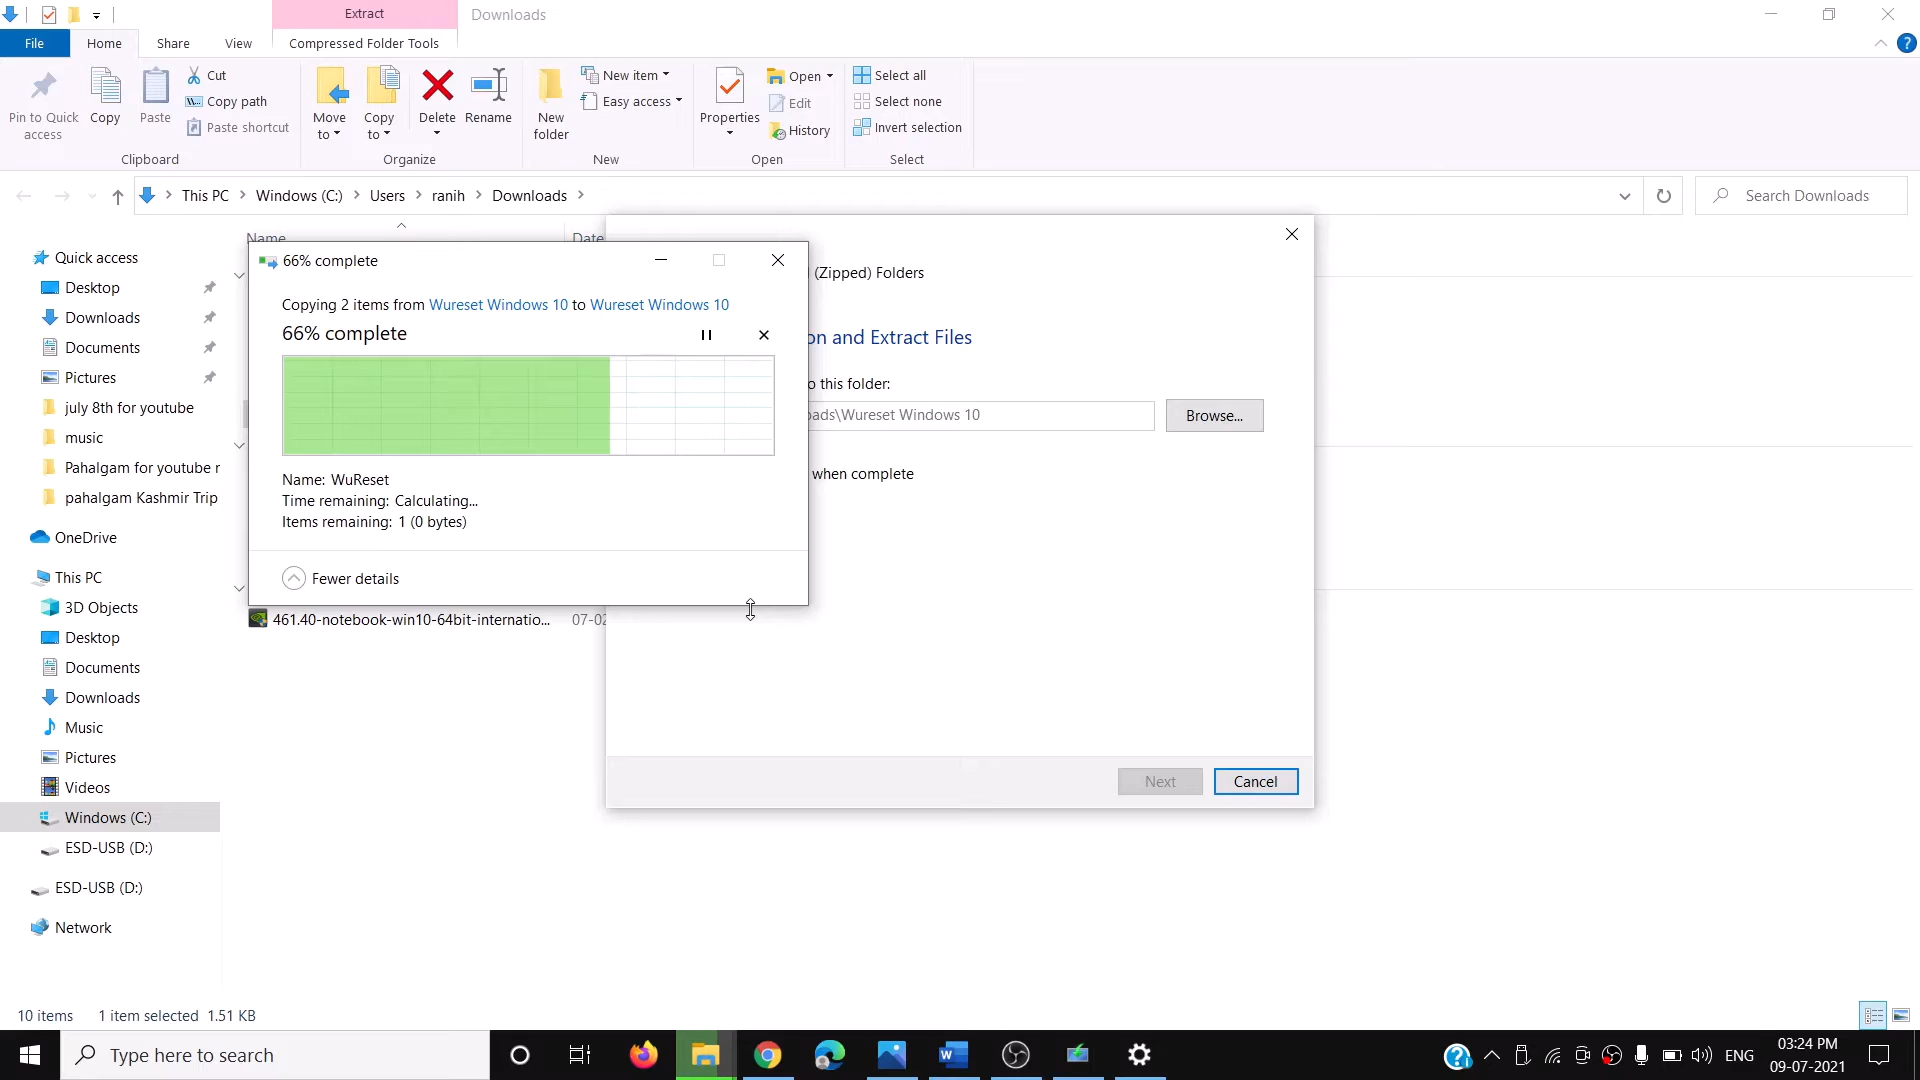 Extract
Downloads
File
Home
Share
View
Compressed Folder Tools
Pin to Quick access
Copy
Paste
Cut
Copy path
Paste shortcut
Clipboard
Move to
Copy to
Delete
Rename
Organize
New folder
New item
Easy access
New
Properties
Open
Edit
History
Open
Select all
Select none
Invert selection
Select
This PC
Windows (C:)
Users
ranih
Downloads
Search Downloads
Name
Date
Quick access
Desktop
Downloads
Documents
Pictures
july 8th for youtube
music
Pahalgam for youtube r
pahalgam Kashmir Trip
OneDrive
This PC
3D Objects
Desktop
Documents
Downloads
Music
Pictures
Videos
Windows (C:)
ESD-USB (D:)
ESD-USB (D:)
Network
66% complete
Copying 2 items from Wureset Windows 10 to Wureset Windows 10
66% complete
Name: WuReset
Time remaining: Calculating...
Items remaining: 1 (0 bytes)
Fewer details
461.40-notebook-win10-64bit-internatio...
07-02
(Zipped) Folders
on and Extract Files
o this folder:
oads\Wureset Windows 10
Browse...
when complete
Next
Cancel
10 items
1 item selected 1.51 KB
Type here to search
ENG
03:24 PM
09-07-2021